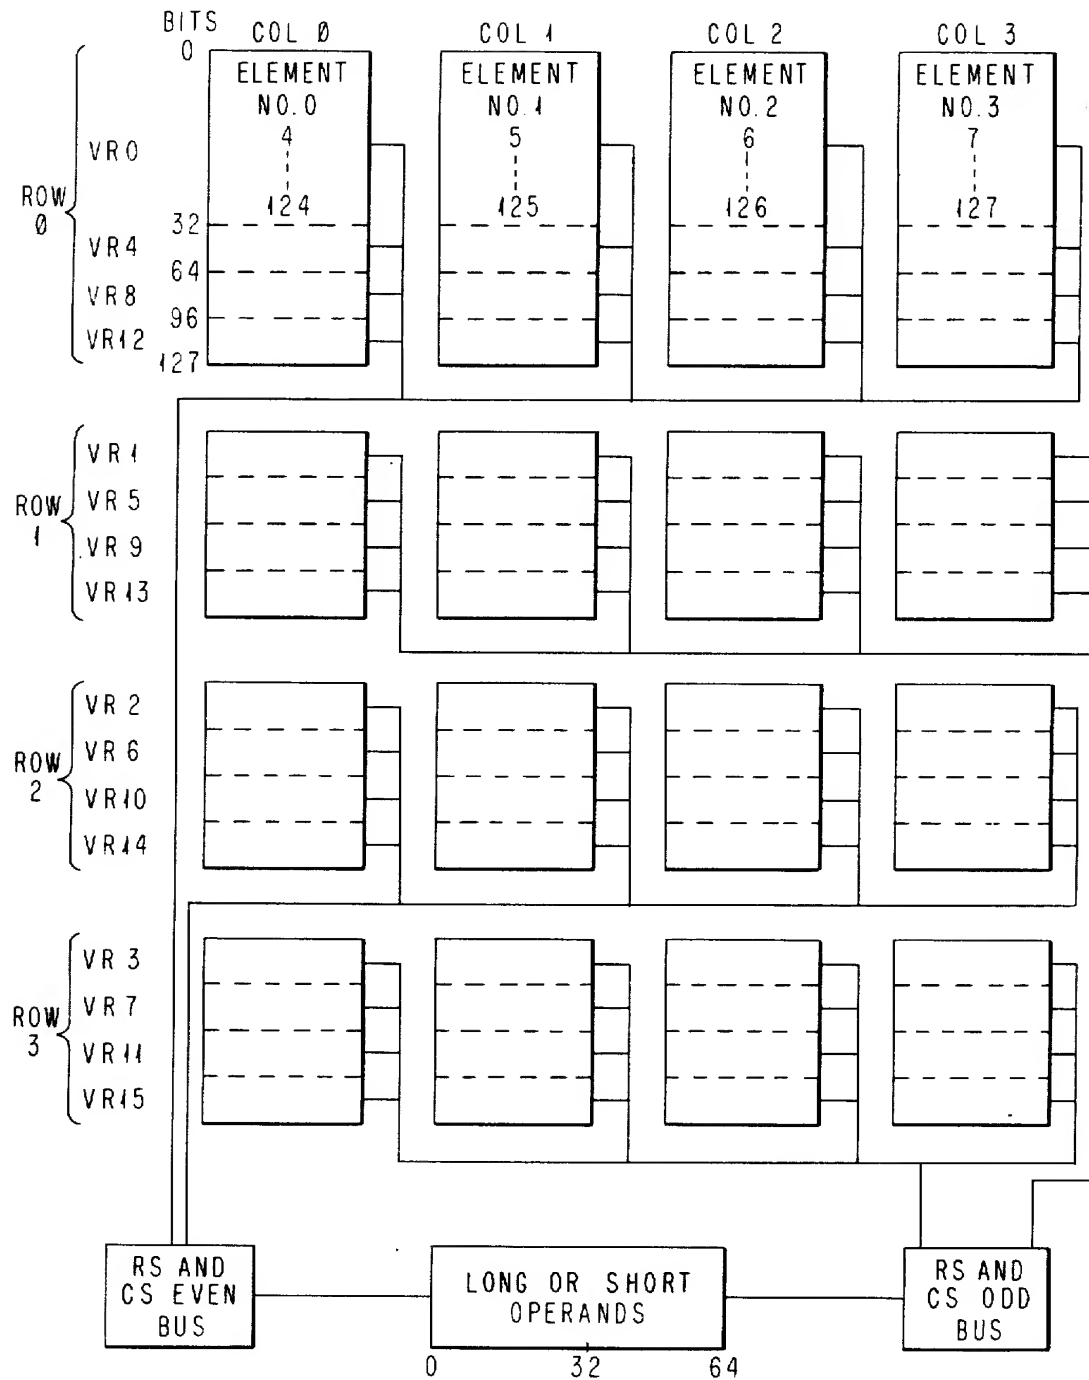 BITS
COL 0 COL 1 COL 2 COL 3
0
ELEMENT NO.0 4 124
ELEMENT NO.1 5 125
ELEMENT NO.2 6 126
ELEMENT NO.3 7 127
ROW 0
VR0
32
VR4
64
VR8
96
VR12
127
ROW 1
VR1
VR5
VR9
VR13
ROW 2
VR2
VR6
VR10
VR14
ROW 3
VR3
VR7
VR11
VR15
RS AND
CS EVEN
BUS
LONG OR SHORT
OPERANDS
RS AND
CS ODD
BUS
0 32 64